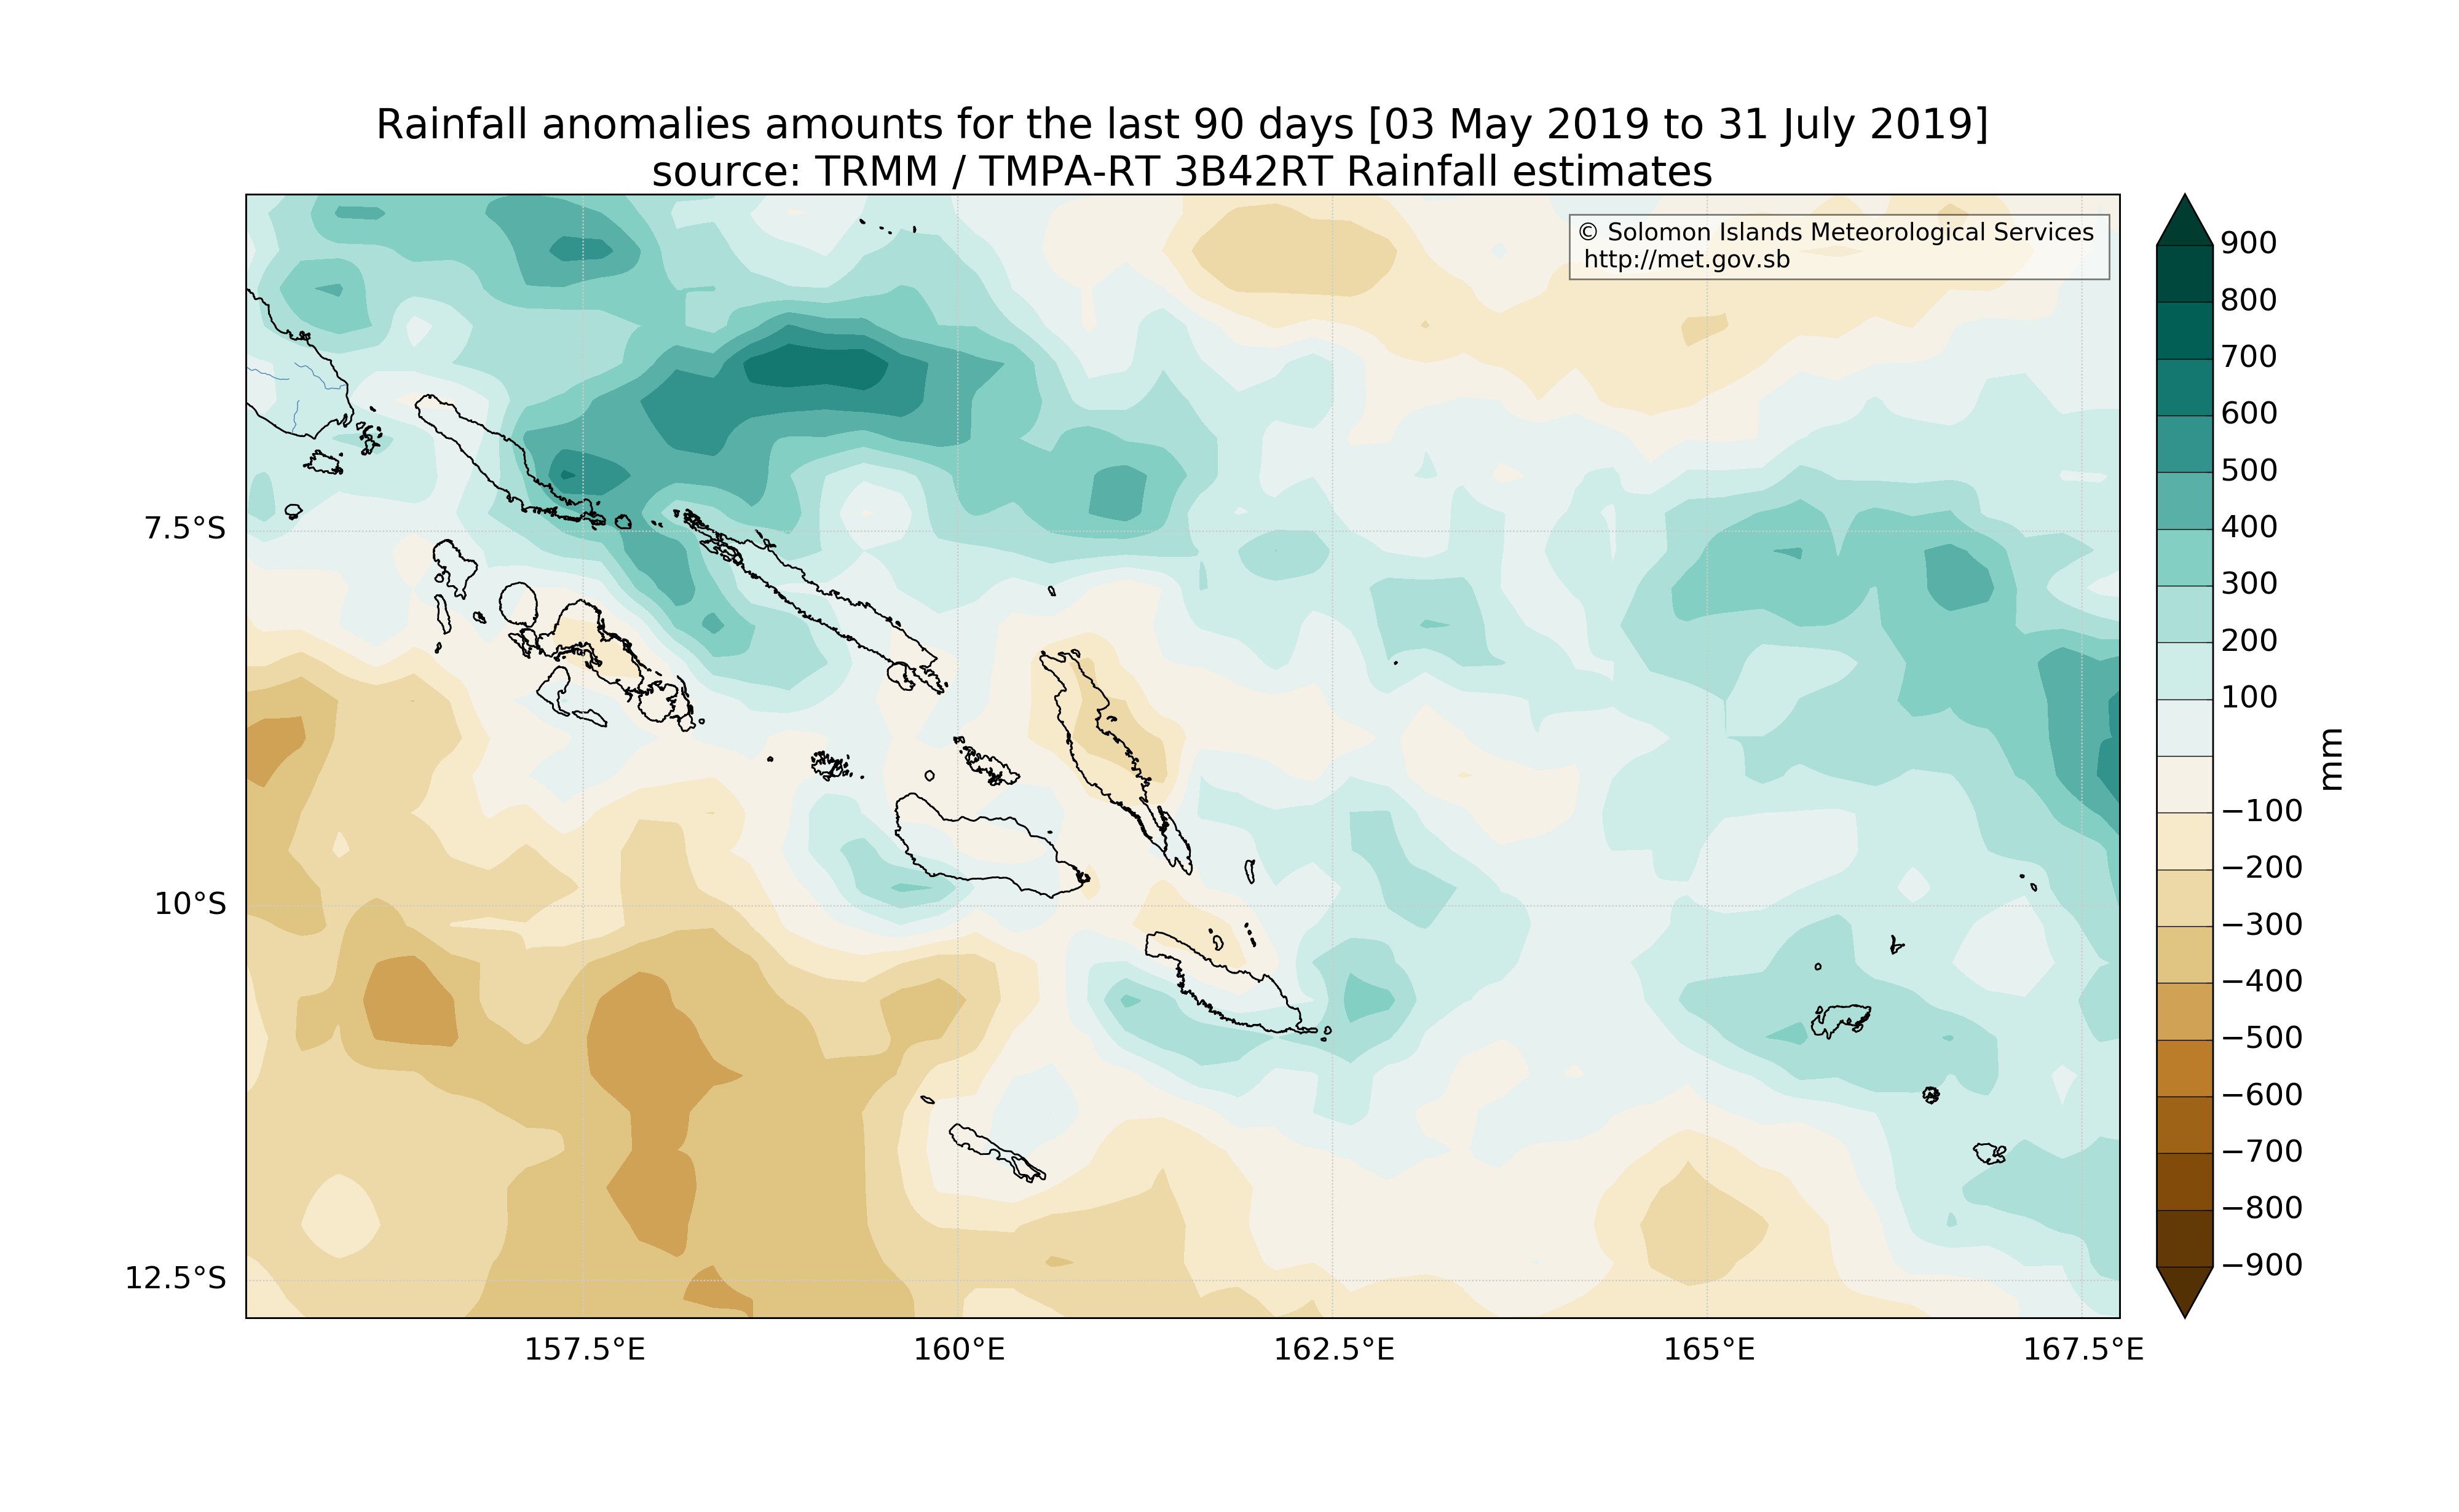 Rainfall anomalies amounts for the last 90 days [03 May 2019 to 31 July 2019]
source: TRMM / TMPA-RT 3B42RT Rainfall estimates
© Solomon Islands Meteorological Services
http://met.gov.sb
7.5°S
10°S
12.5°S
157.5°E
160°E
162.5°E
165°E
167.5°E
900
800
700
600
500
400
300
200
100
−100
−200
−300
−400
−500
−600
−700
−800
−900
mm